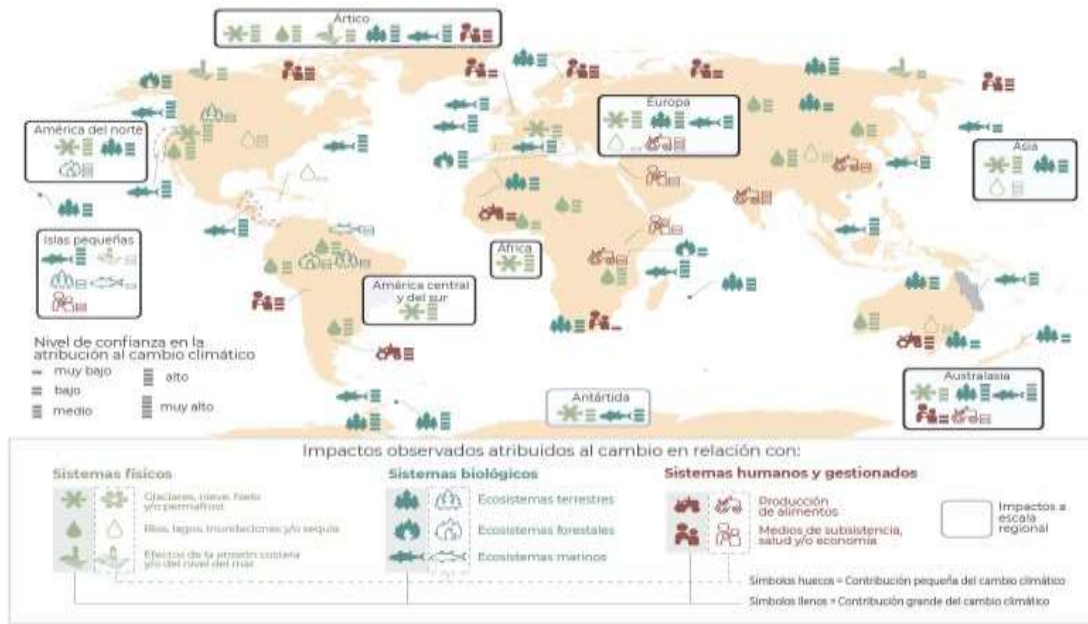 Ártico
América del norte
Europa
Asia
Islas pequeñas
África
América central
y del sur
Nivel de confianza en la
atribución al cambio climático
muy bajo
bajo
medio
alto
muy alto
Antártida
Australasia
Impactos observados atribuidos al cambio en relación con:
Sistemas físicos
Glaciares, nieve, hielo
y/o permafrost
Ríos, lagos, inundaciones y/o sequía
Efectos de la erosión costera
y/o del nivel del mar
Sistemas biológicos
Ecosistemas terrestres
Ecosistemas forestales
Ecosistemas marinos
Sistemas humanos y gestionados
Producción
de alimentos
Medios de subsistencia,
salud y/o economía
Impactos a
escala
regional
Símbolos huecos = Contribución pequeña del cambio climático
Símbolos llenos = Contribución grande del cambio climático